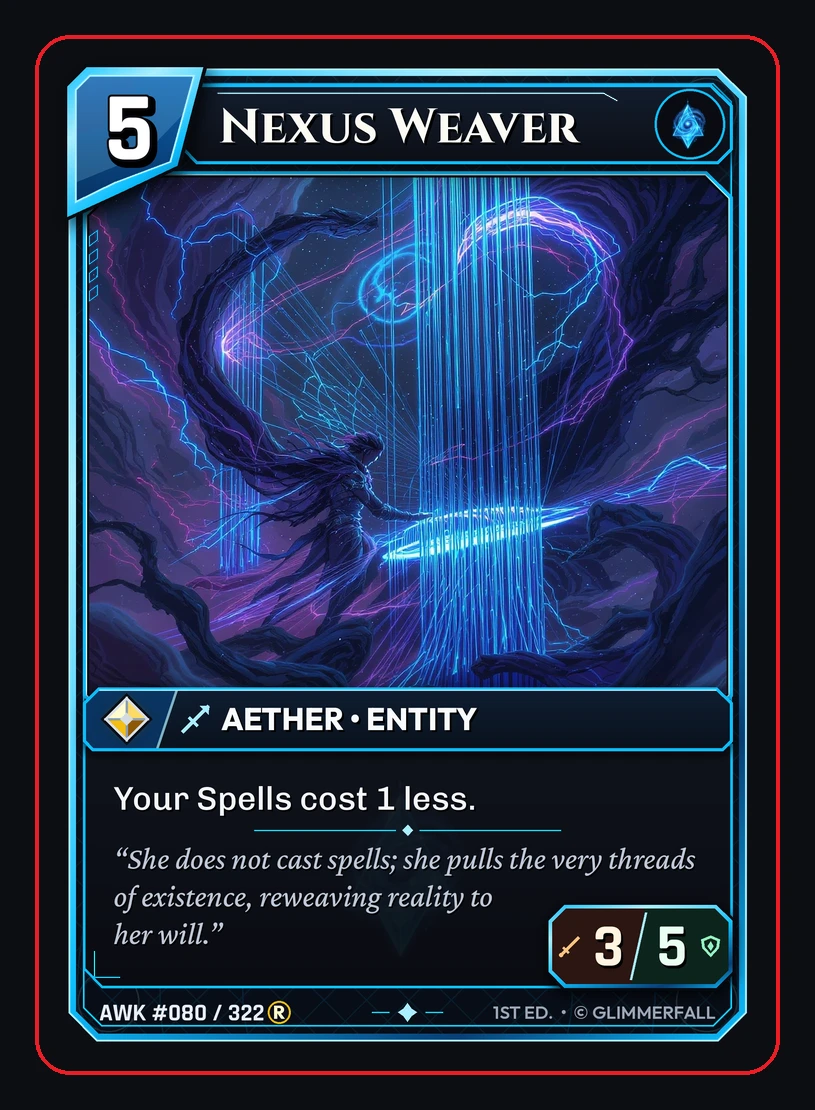 5
Nexus Weaver
AETHER • ENTITY
Your Spells cost 1 less.
“She does not cast spells; she pulls the very threads
of existence, reweaving reality to
her will.”
3 / 5
AWK #080 / 322 R
1ST ED. • © GLIMMERFALL